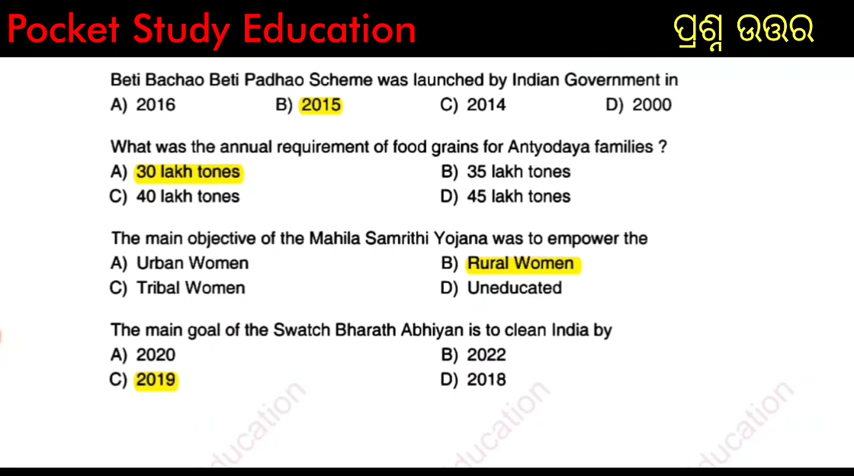 Pocket Study Education ପ୍ରଶ୍ନ ଉତ୍ତର
Beti Bachao Beti Padhao Scheme was launched by Indian Government in
A) 2016 B) 2015 C) 2014 D) 2000
What was the annual requirement of food grains for Antyodaya families ?
A) 30 lakh tones B) 35 lakh tones
C) 40 lakh tones D) 45 lakh tones
The main objective of the Mahila Samrithi Yojana was to empower the
A) Urban Women B) Rural Women
C) Tribal Women D) Uneducated
The main goal of the Swatch Bharath Abhiyan is to clean India by
A) 2020 B) 2022
C) 2019 D) 2018